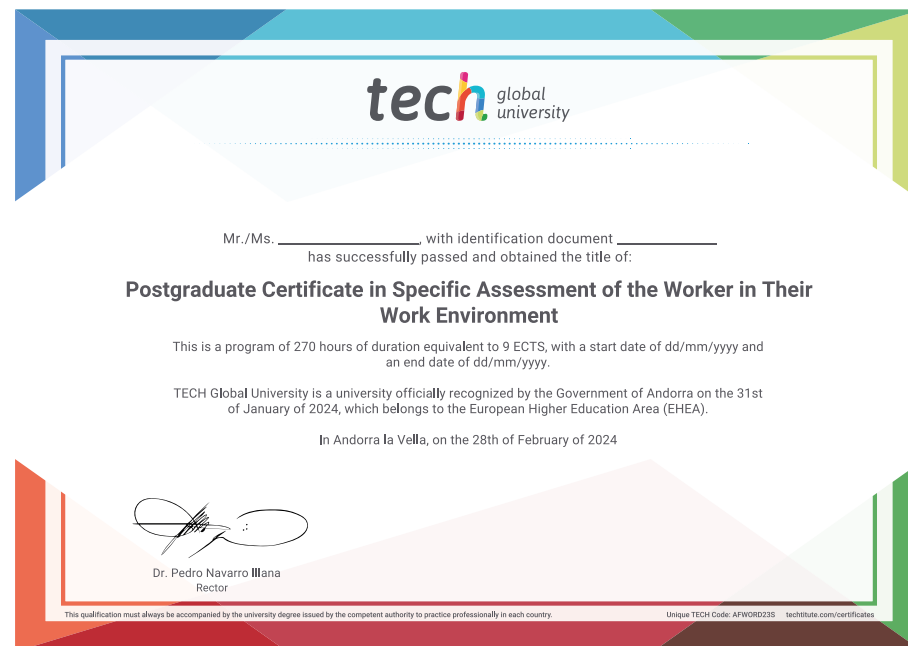 tech global
university
Mr./Ms. ____________, with identification document ____________
has successfully passed and obtained the title of:
Postgraduate Certificate in Specific Assessment of the Worker in Their
Work Environment
This is a program of 270 hours of duration equivalent to 9 ECTS, with a start date of dd/mm/yyyy and
an end date of dd/mm/yyyy.
TECH Global University is a university officially recognized by the Government of Andorra on the 31st
of January of 2024, which belongs to the European Higher Education Area (EHEA).
In Andorra la Vella, on the 28th of February of 2024
Dr. Pedro Navarro Illana
Rector
This qualification must always be accompanied by the university degree issued by the competent authority to practice professionally in each country.
Unique TECH Code: AFWORD23S techtitute.com/certificates